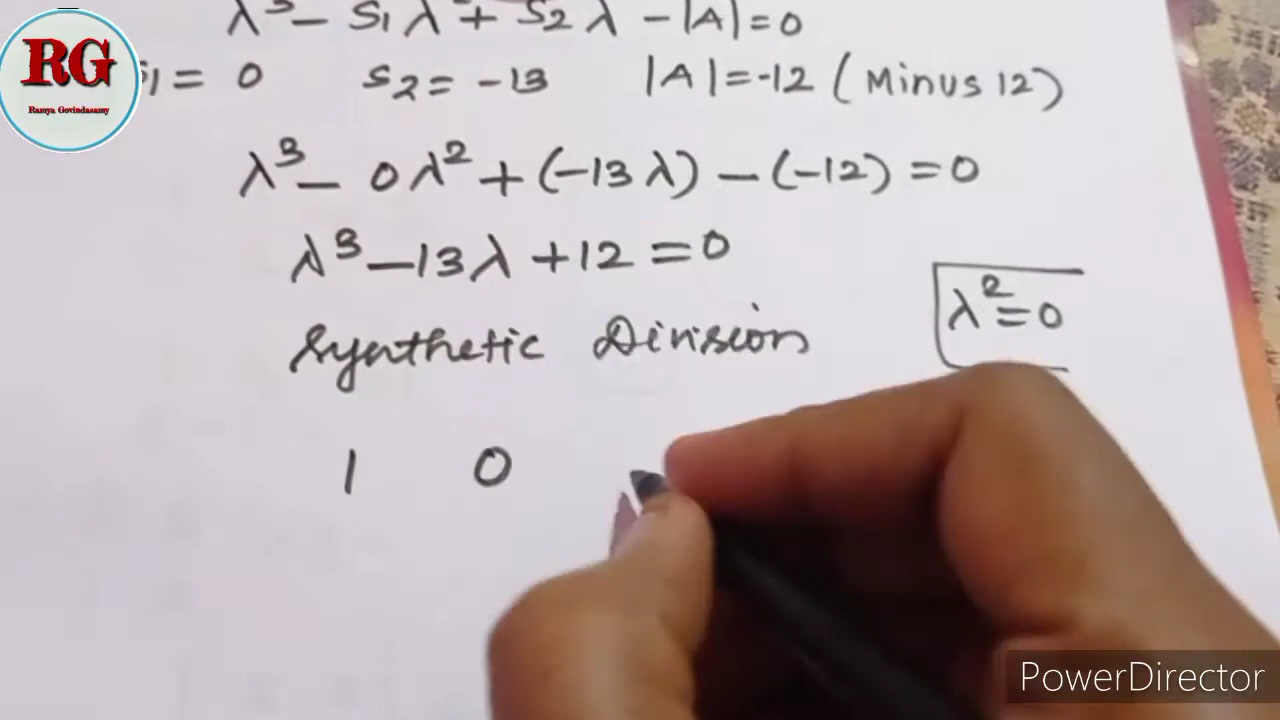 λ³ - S₁λ² + S₂λ - |A| = 0
RG
Ramya Govindasamy
S₁ = 0 S₂ = -13 |A| = -12 (Minus 12)
λ³ - 0λ² + (-13λ) - (-12) = 0
λ³ - 13λ + 12 = 0
Synthetic Division
λ² = 0
1 0
PowerDirector